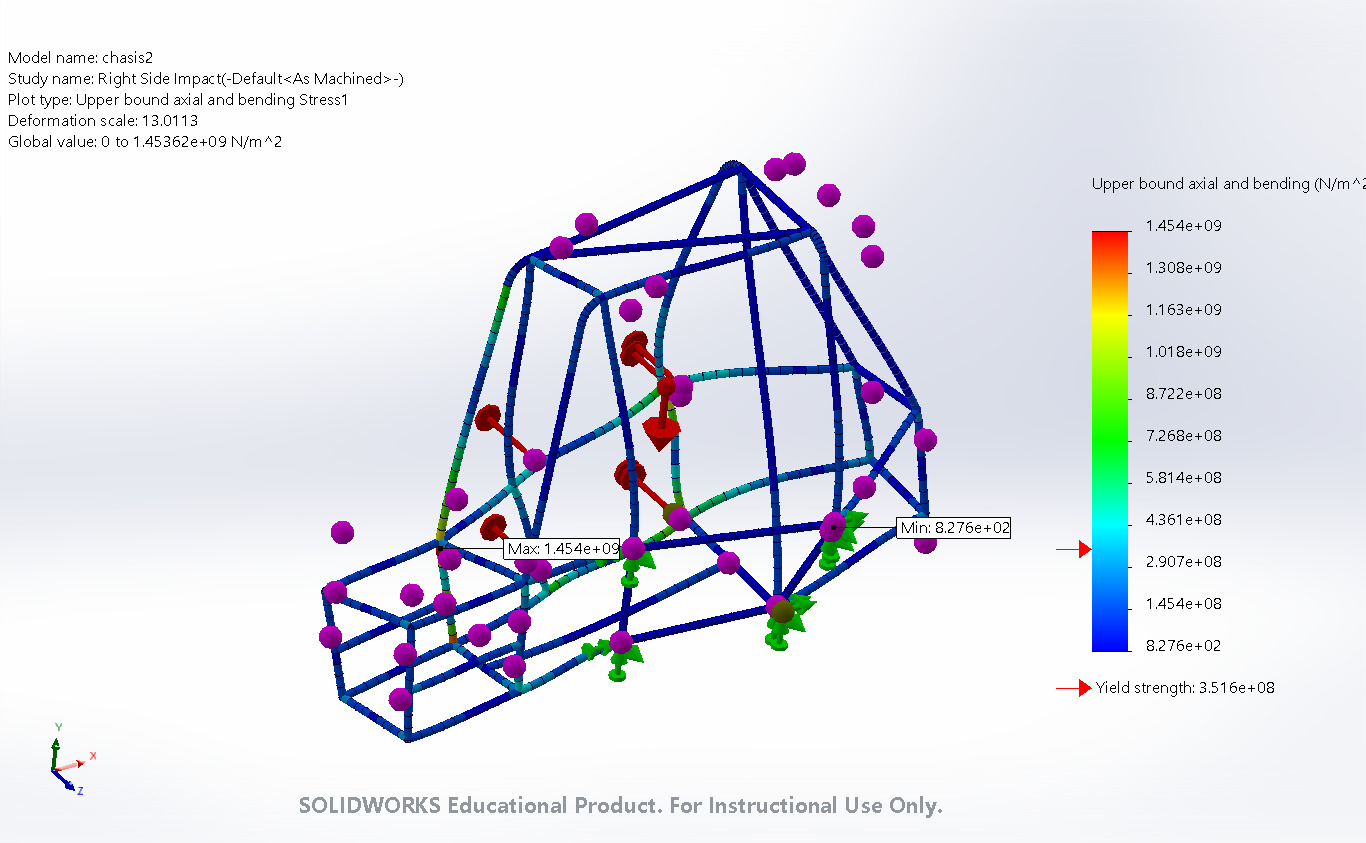 Model name: chasis2
Study name: Right Side Impact(-Default<As Machined>-)
Plot type: Upper bound axial and bending Stress1
Deformation scale: 13.0113
Global value: 0 to 1.45362e+09 N/m^2
Upper bound axial and bending (N/m^2
1.454e+09
1.308e+09
1.163e+09
1.018e+09
8.722e+08
7.268e+08
5.814e+08
4.361e+08
2.907e+08
1.454e+08
8.276e+02
Yield strength: 3.516e+08
Min: 8.276e+02
Max: 1.454e+09
Y
X
Z
SOLIDWORKS Educational Product. For Instructional Use Only.